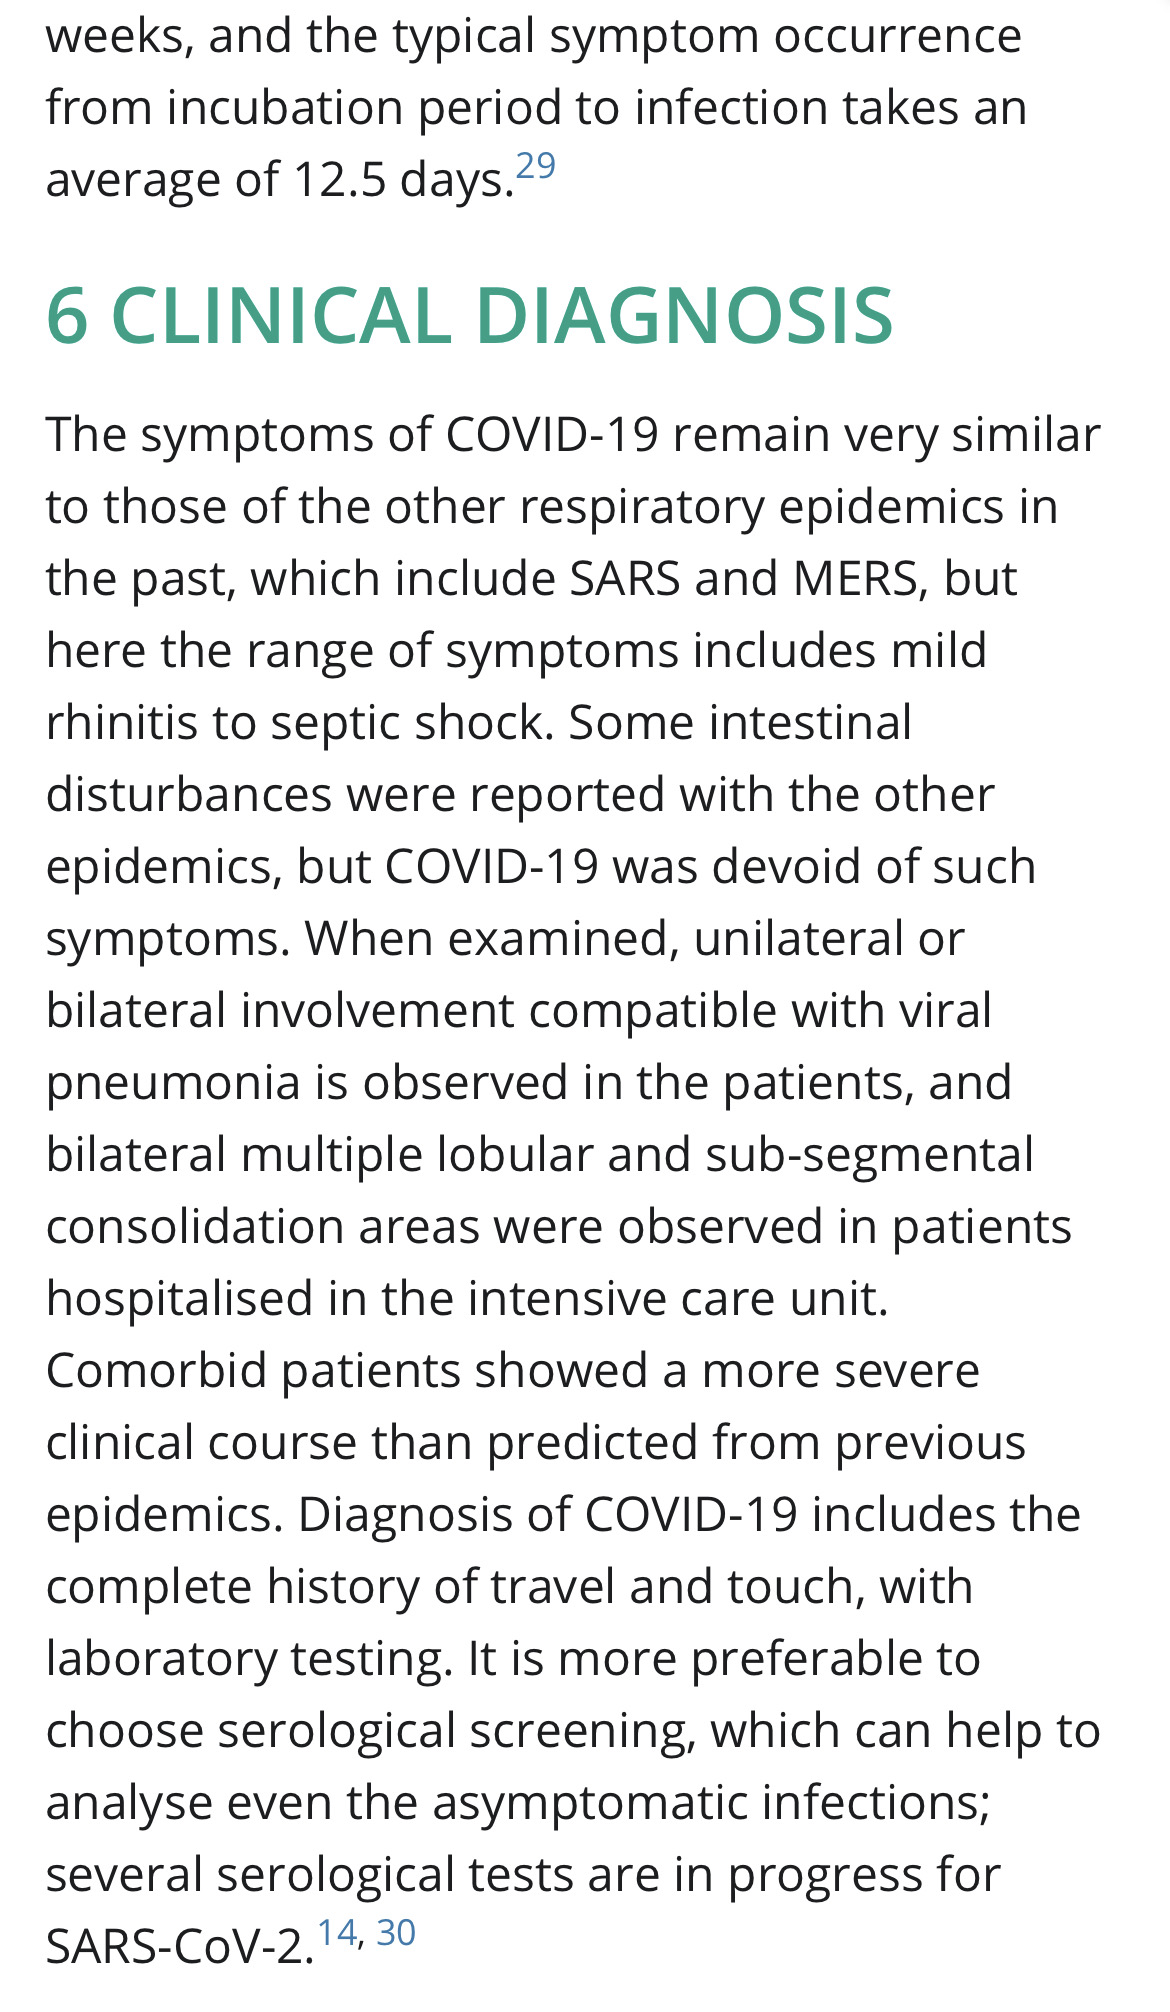 weeks, and the typical symptom occurrence
from incubation period to infection takes an
average of 12.5 days.29
6 CLINICAL DIAGNOSIS
The symptoms of COVID-19 remain very similar
to those of the other respiratory epidemics in
the past, which include SARS and MERS, but
here the range of symptoms includes mild
rhinitis to septic shock. Some intestinal
disturbances were reported with the other
epidemics, but COVID-19 was devoid of such
symptoms. When examined, unilateral or
bilateral involvement compatible with viral
pneumonia is observed in the patients, and
bilateral multiple lobular and sub-segmental
consolidation areas were observed in patients
hospitalised in the intensive care unit.
Comorbid patients showed a more severe
clinical course than predicted from previous
epidemics. Diagnosis of COVID-19 includes the
complete history of travel and touch, with
laboratory testing. It is more preferable to
choose serological screening, which can help to
analyse even the asymptomatic infections;
several serological tests are in progress for
SARS-CoV-2.14, 30